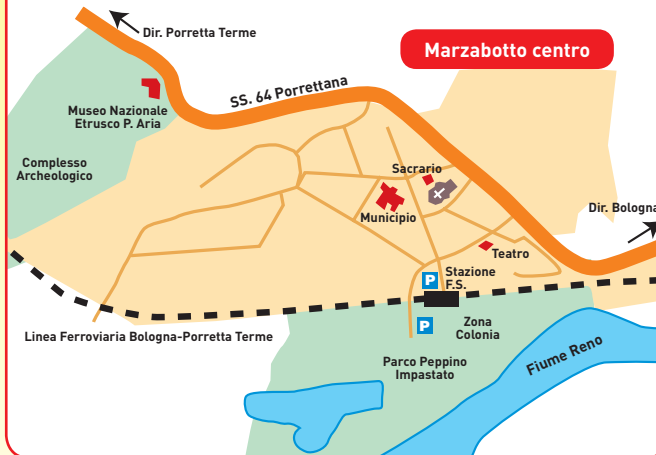 Dir. Porretta Terme
Marzabotto centro
SS. 64 Porrettana
Museo Nazionale
Etrusco P. Aria
Complesso
Archeologico
Sacrario
Municipio
Dir. Bologna
Teatro
P
Stazione
F.S.
P
Zona
Colonia
Linea Ferroviaria Bologna-Porretta Terme
Parco Peppino
Impastato
Fiume Reno